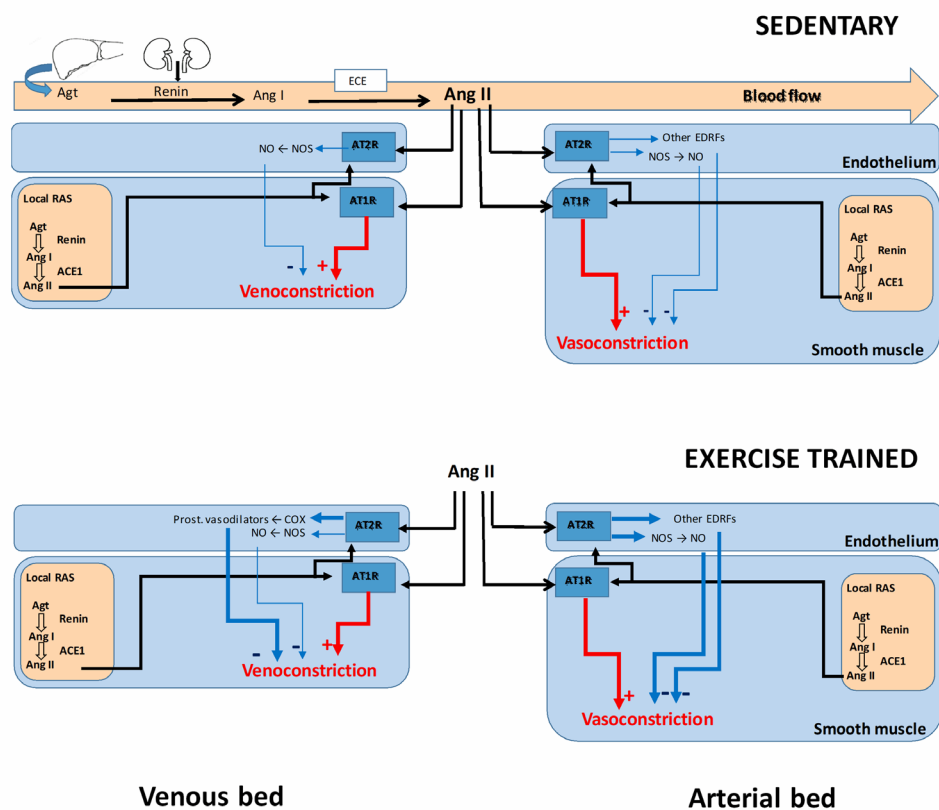 SEDENTARY
ECE
Agt
Renin
Ang I
Ang II
Blood flow
NO ← NOS
AT2R
AT2R
Other EDRFs
NOS → NO
Endothelium
Local RAS
Agt
Renin
Ang I
ACE1
Ang II
AT1R
- +
Venoconstriction
AT1R
Local RAS
Agt
Renin
Ang I
ACE1
Ang II
+ - -
Vasoconstriction
Smooth muscle
EXERCISE TRAINED
Ang II
Prost. vasodilators ← COX
NO ← NOS
AT2R
AT2R
Other EDRFs
NOS → NO
Endothelium
Local RAS
Agt
Renin
Ang I
ACE1
Ang II
AT1R
- - +
Venoconstriction
AT1R
Local RAS
Agt
Renin
Ang I
ACE1
Ang II
+ - -
Vasoconstriction
Smooth muscle
Venous bed
Arterial bed